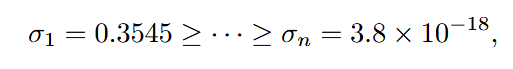 σ₁ = 0.3545 ≥ ⋯ ≥ σₙ = 3.8 × 10⁻¹⁸,